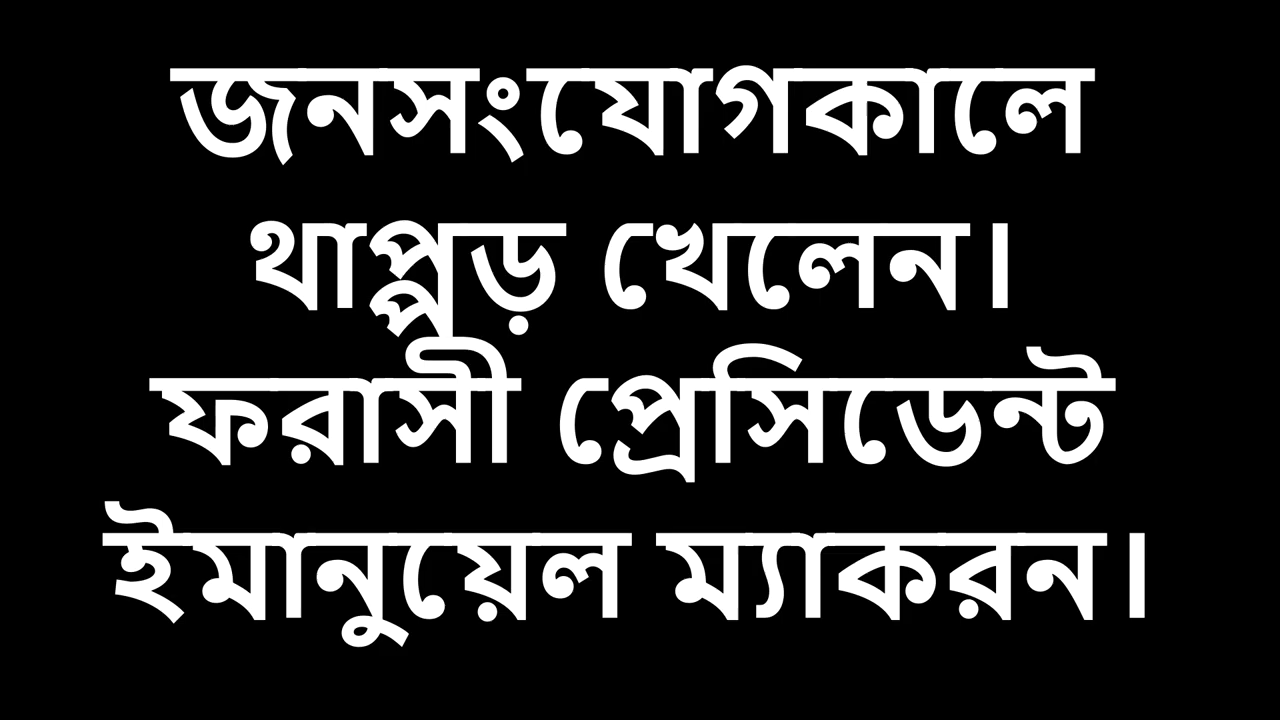 জনসংযোগকালে
থাপ্পড় খেলেন।
ফরাসী প্রেসিডেন্ট
ইমানুয়েল ম্যাকরন।